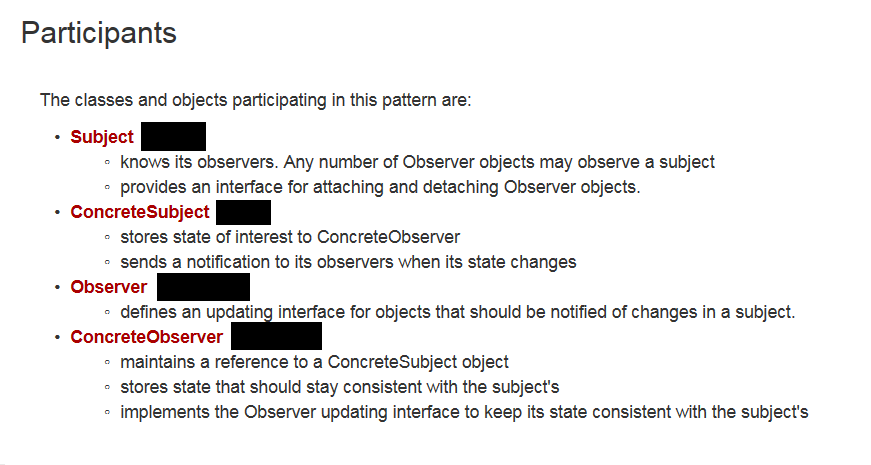 Participants
The classes and objects participating in this pattern are:
• Subject
◦ knows its observers. Any number of Observer objects may observe a subject
◦ provides an interface for attaching and detaching Observer objects.
• ConcreteSubject
◦ stores state of interest to ConcreteObserver
◦ sends a notification to its observers when its state changes
• Observer
◦ defines an updating interface for objects that should be notified of changes in a subject.
• ConcreteObserver
◦ maintains a reference to a ConcreteSubject object
◦ stores state that should stay consistent with the subject's
◦ implements the Observer updating interface to keep its state consistent with the subject's